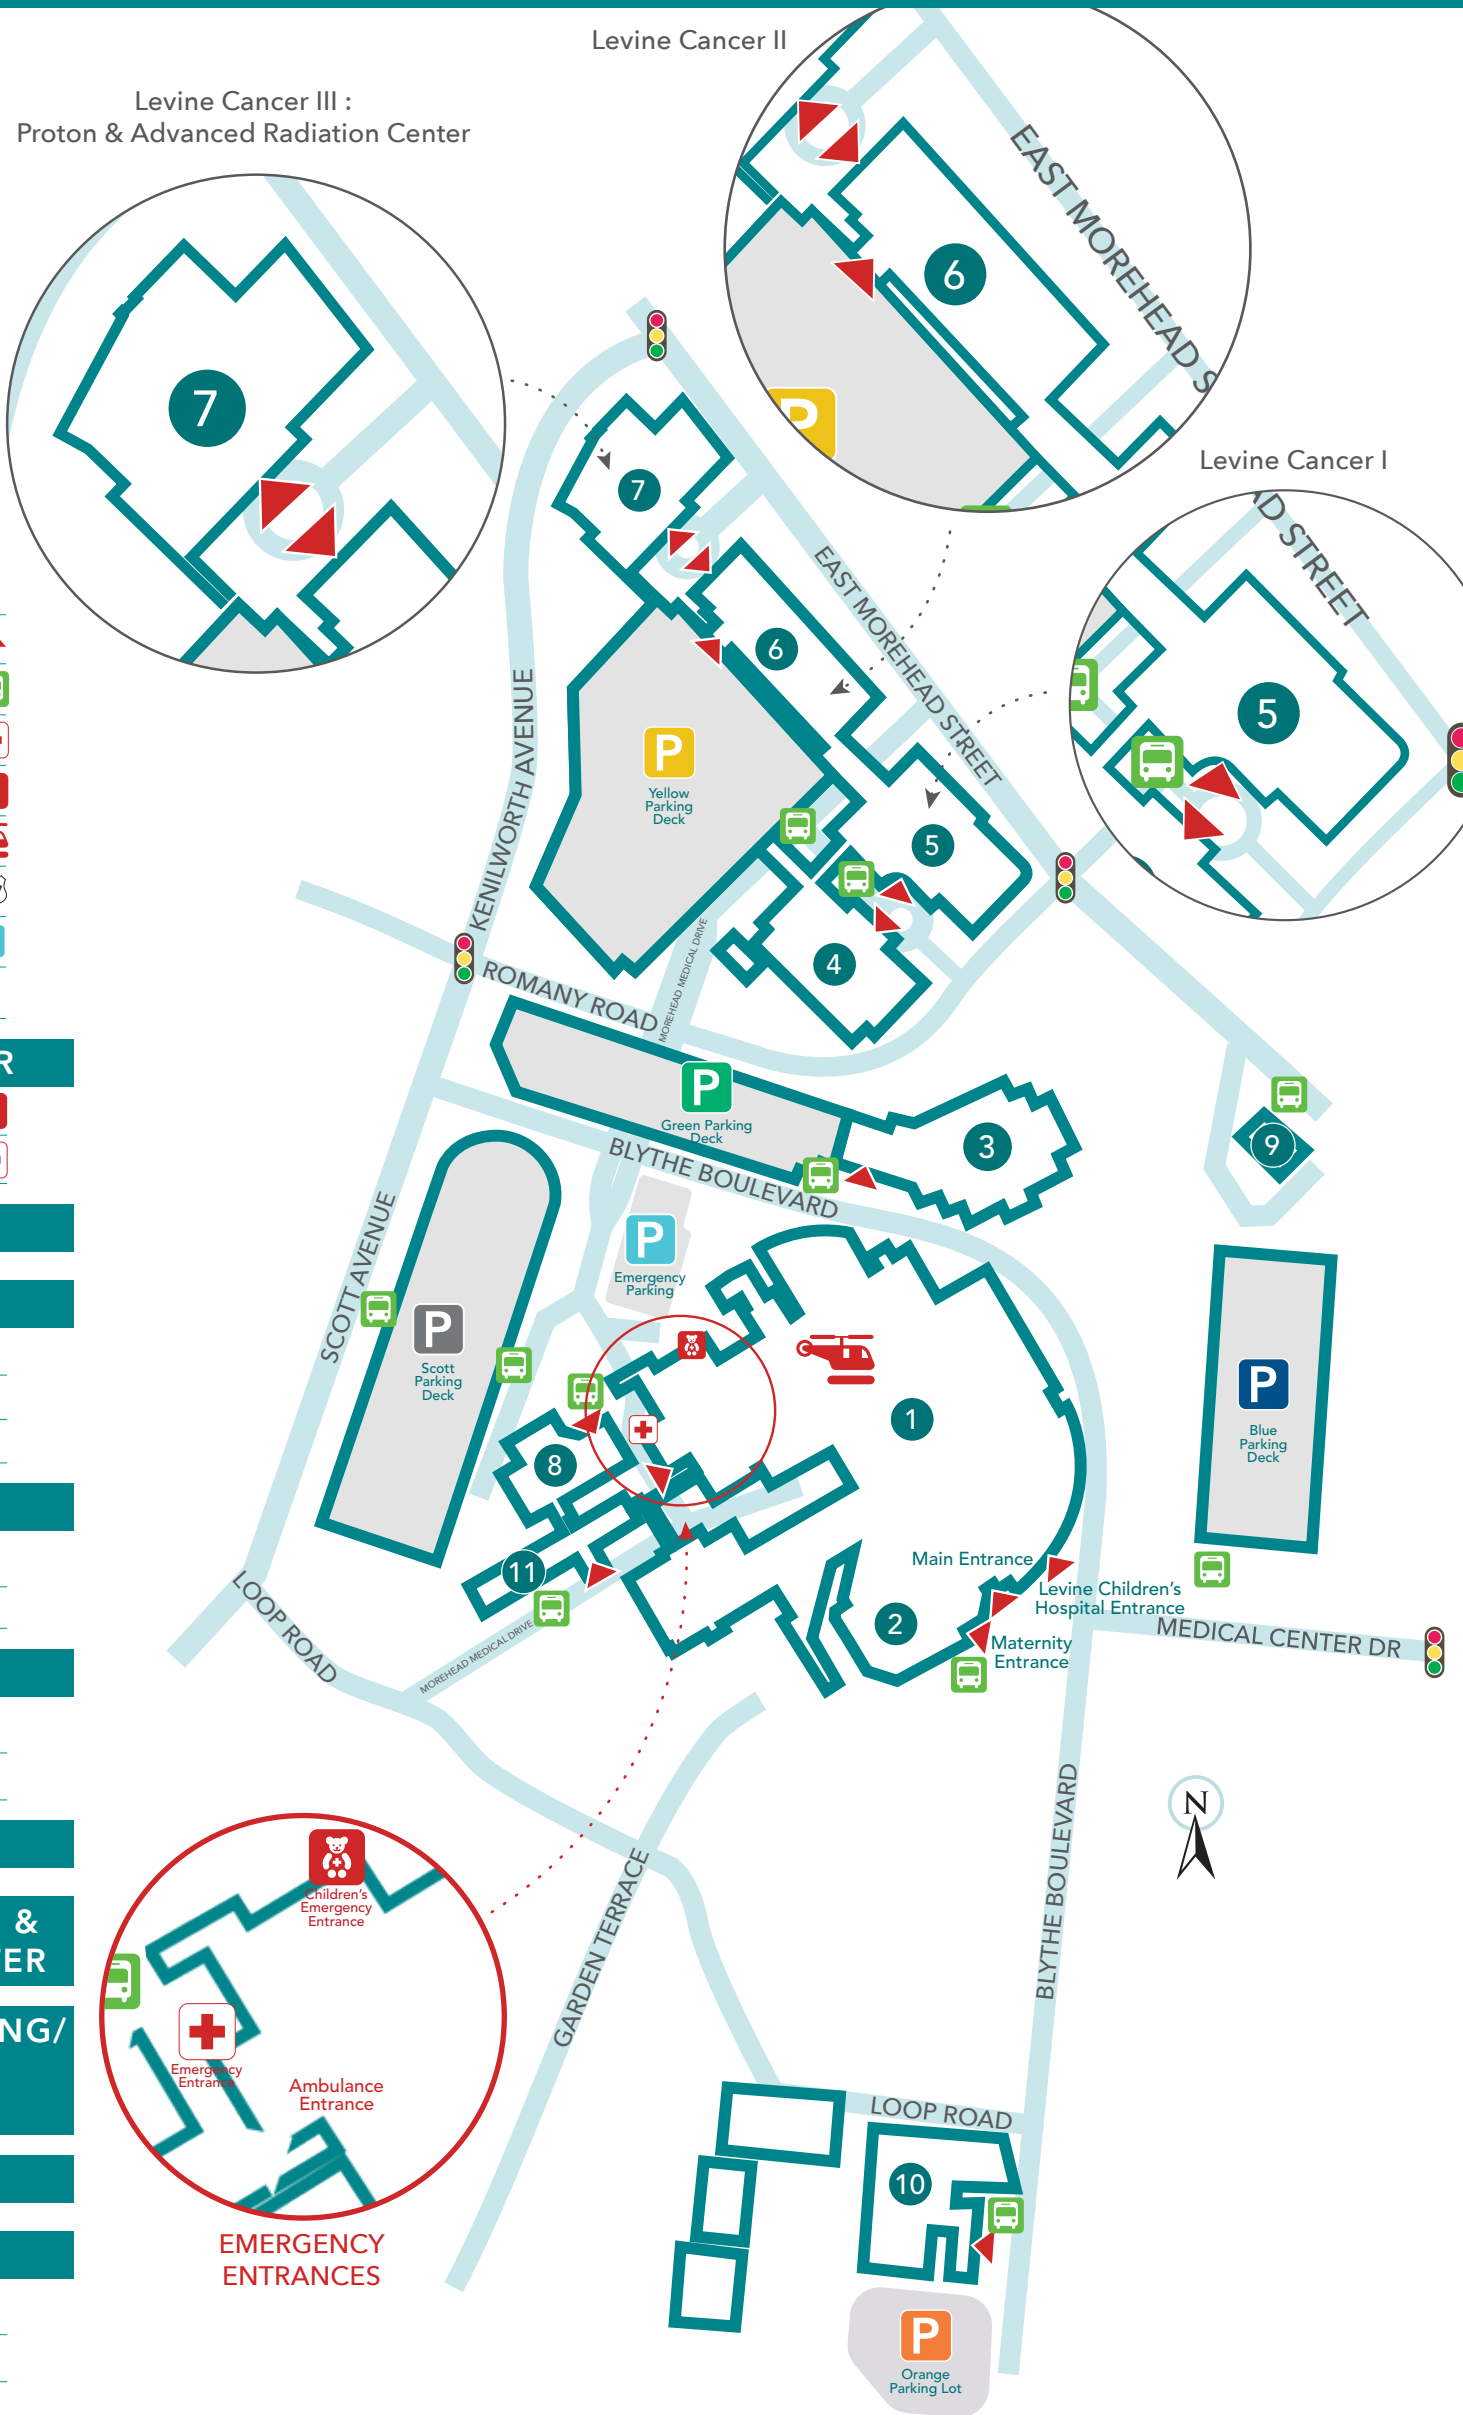 Levine Cancer II
Levine Cancer III :
Proton & Advanced Radiation Center
EAST MOREHEAD S
6
P
7
Levine Cancer I
AD STREET
5
7
6
EAST MOREHEAD STREET
KENILWORTH AVENUE
P
Yellow
Parking
Deck
5
4
MOREHEAD MEDICAL DRIVE
ROMANY ROAD
R
P
Green Parking
Deck
3
9
BLYTHE BOULEVARD
SCOTT AVENUE
P
Emergency
Parking
P
Scott
Parking
Deck
1
P
Blue
Parking
Deck
8
11
Main Entrance
Levine Children's
Hospital Entrance
2
Maternity
Entrance
MEDICAL CENTER DR
LOOP ROAD
MOREHEAD MEDICAL DRIVE
N
BLYTHE BOULEVARD
GARDEN TERRACE
Children's
Emergency
Entrance
&
TER
NG/
Emergency
Entrance
Ambulance
Entrance
EMERGENCY
ENTRANCES
LOOP ROAD
10
P
Orange
Parking Lot